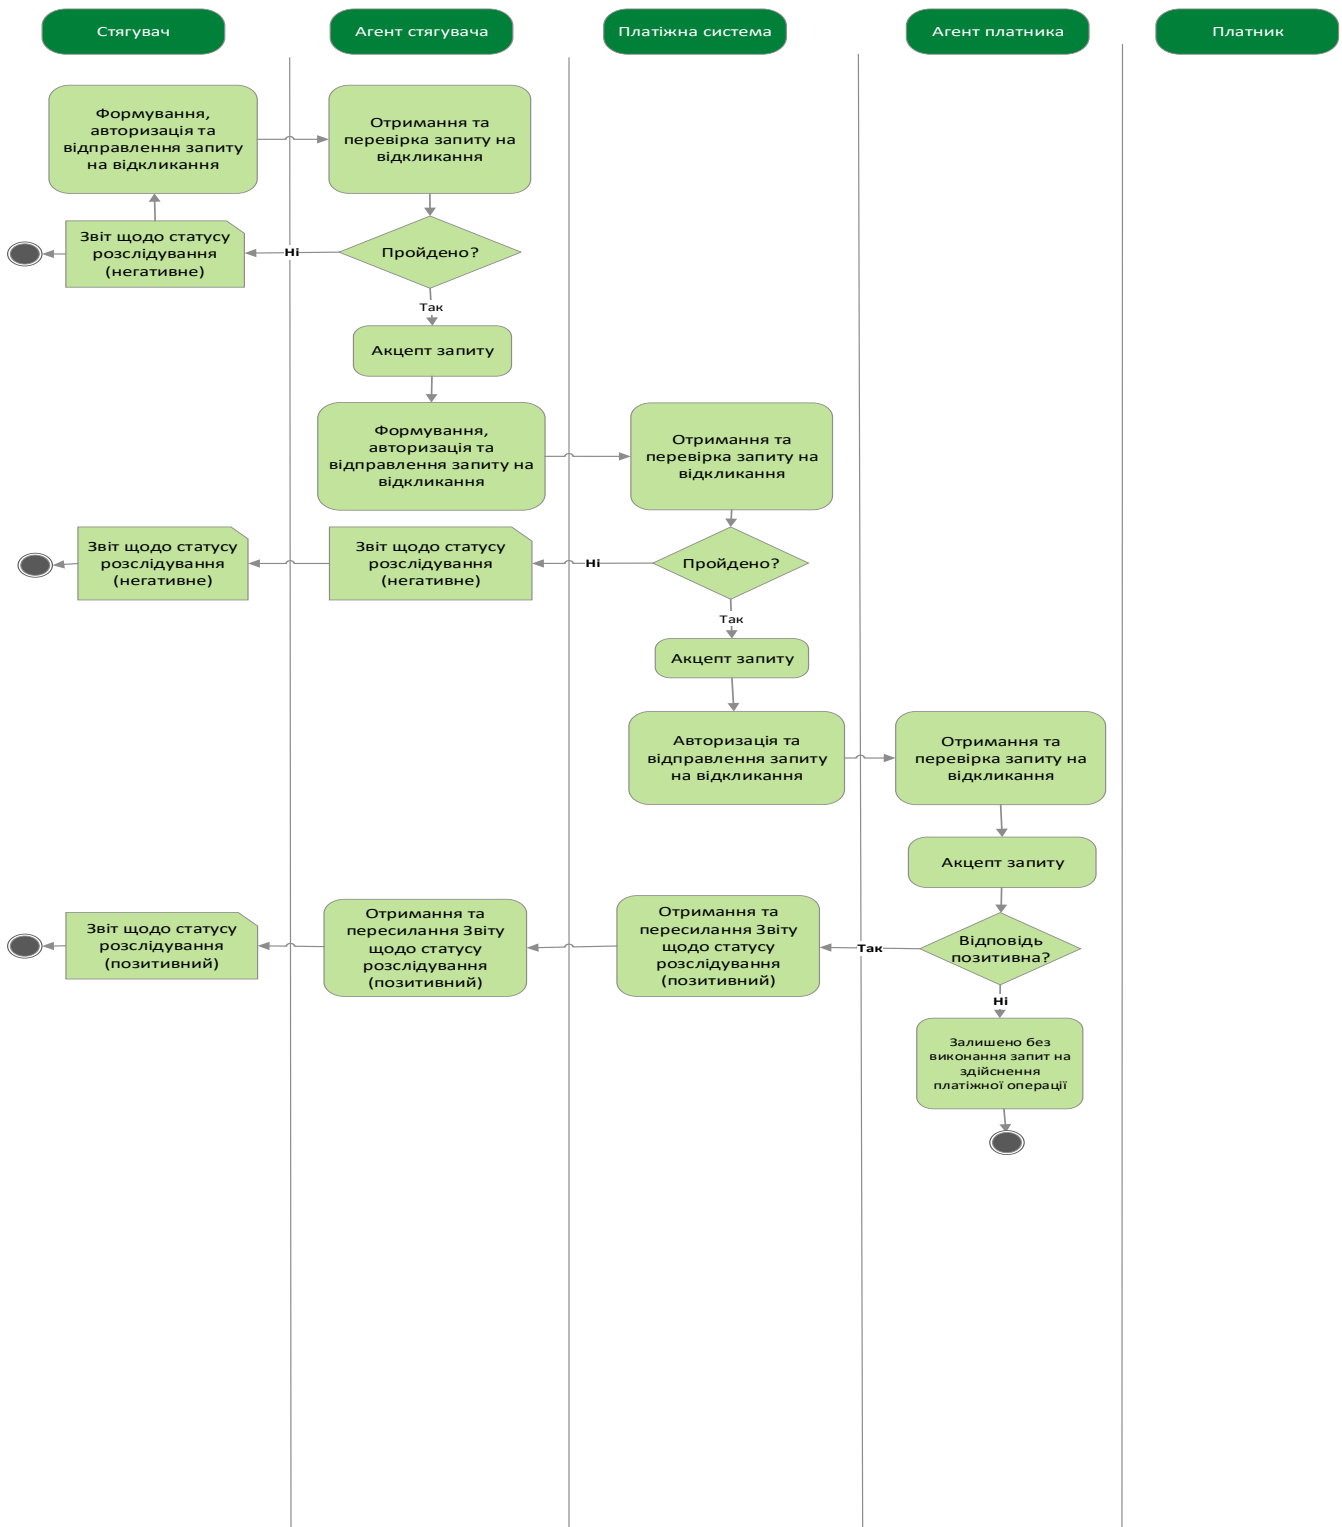 Стягувач
Агент стягувача
Платіжна система
Агент платника
Платник
Формування,
авторизація та
відправлення запиту
на відкликання
Отримання та
перевірка запиту на
відкликання
Звіт щодо статусу
розслідування
(негативне)
Ні
Пройдено?
Так
Акцепт запиту
Формування,
авторизація та
відправлення запиту на
відкликання
Отримання та
перевірка запиту на
відкликання
Звіт щодо статусу
розслідування
(негативне)
Звіт щодо статусу
розслідування
(негативне)
Ні
Пройдено?
Так
Акцепт запиту
Авторизація та
відправлення запиту
на відкликання
Отримання та
перевірка запиту на
відкликання
Акцепт запиту
Звіт щодо статусу
розслідування
(позитивний)
Отримання та
пересилання Звіту
щодо статусу
розслідування
(позитивний)
Отримання та
пересилання Звіту
щодо статусу
розслідування
(позитивний)
Так
Відповідь
позитивна?
Ні
Залишено без
виконання запит на
здійснення
платіжної операції